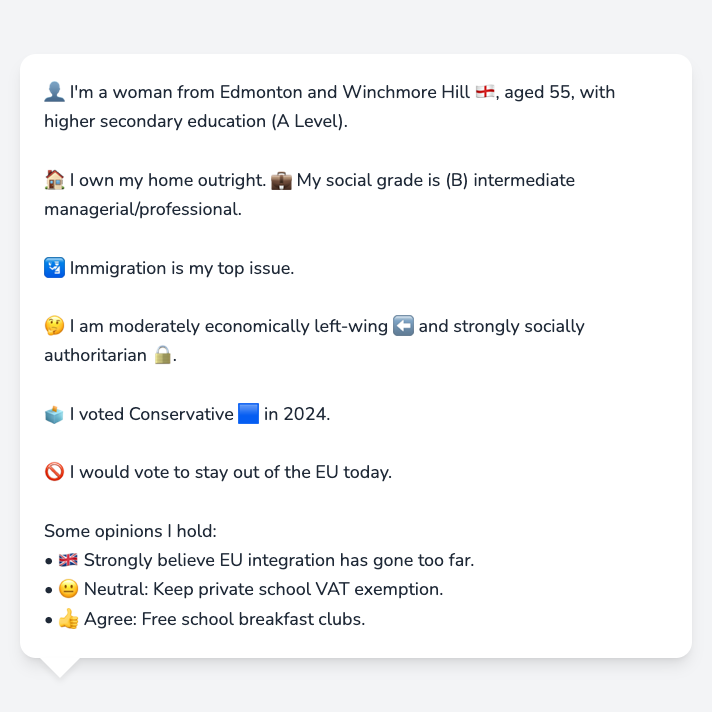 👤 I'm a woman from Edmonton and Winchmore Hill 🏴󠁧󠁢󠁥󠁮󠁧󠁿, aged 55, with
higher secondary education (A Level).
🏠 I own my home outright. 💼 My social grade is (B) intermediate
managerial/professional.
🛂 Immigration is my top issue.
🤔 I am moderately economically left-wing ⬅️ and strongly socially
authoritarian 🔒.
🗳️ I voted Conservative 🟦 in 2024.
🚫 I would vote to stay out of the EU today.
Some opinions I hold:
• 🇬🇧 Strongly believe EU integration has gone too far.
• 😐 Neutral: Keep private school VAT exemption.
• 👍 Agree: Free school breakfast clubs.